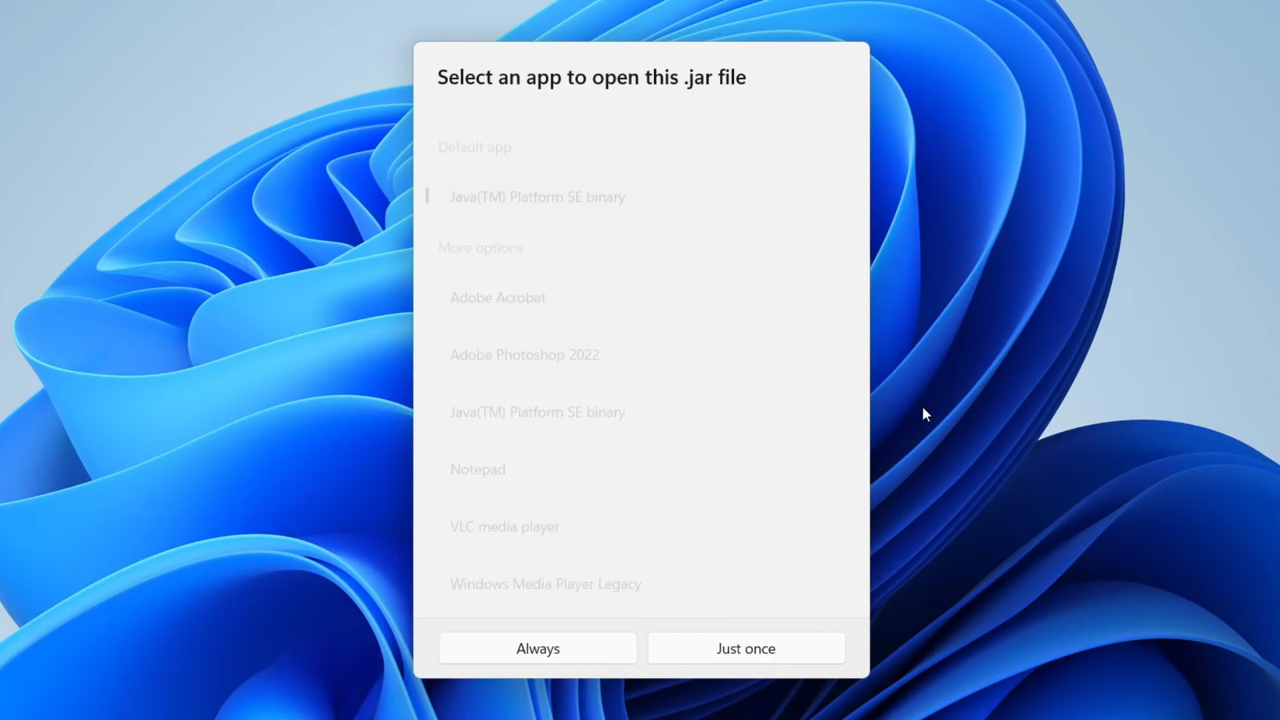 Select an app to open this .jar file
Default app
Java(TM) Platform SE binary
More options
Adobe Acrobat
Adobe Photoshop 2022
Java(TM) Platform SE binary
Notepad
VLC media player
Windows Media Player Legacy
Always
Just once